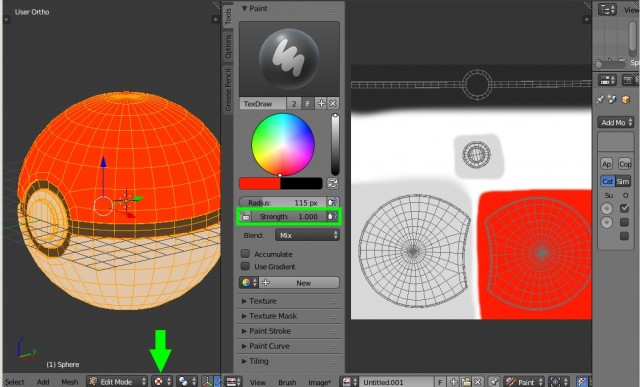 User Ortho
(1) Sphere
Select
Add
Mesh
Edit Mode
Tools
Options
Grease Pencil
Paint
TexDraw
2
F
Radius: 115 px
Strength: 1.000
Blend:
Mix
Accumulate
Use Gradient
New
Texture
Texture Mask
Paint Stroke
Paint Curve
Tiling
View
Brush
Image*
Untitled.001
F
Paint
View
Add Mo
Ap
Cop
Cat
Sim
Su
O